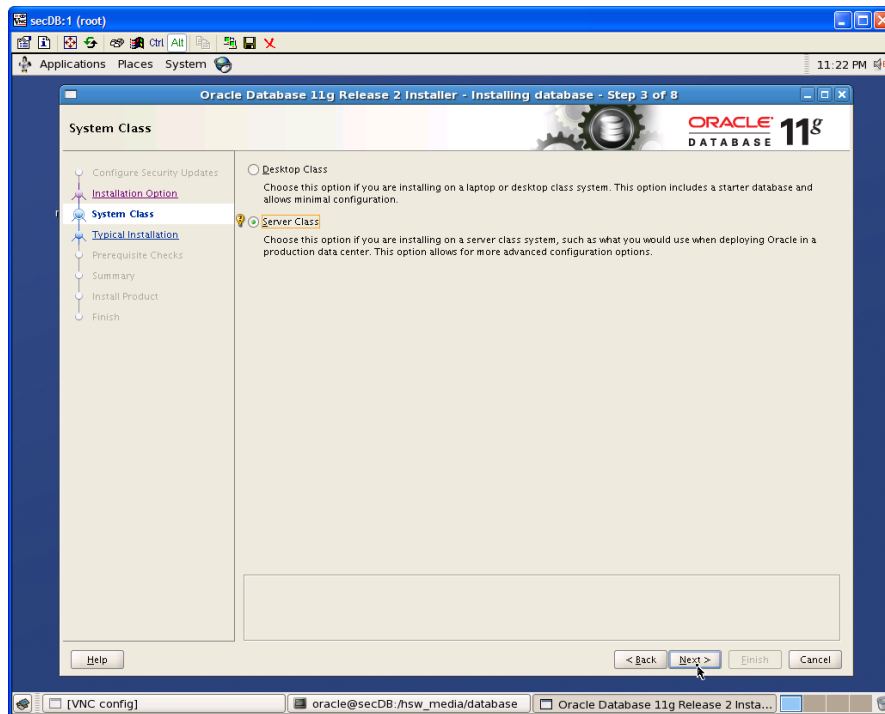 secDB:1 (root)
Ctrl Alt
Applications Places System
11:22 PM
Oracle Database 11g Release 2 Installer - Installing database - Step 3 of 8
System Class
ORACLE
DATABASE
11g
Configure Security Updates
Installation Option
System Class
Typical Installation
Prerequisite Checks
Summary
Install Product
Finish
Desktop Class
Choose this option if you are installing on a laptop or desktop class system. This option includes a starter database and
allows minimal configuration.
Server Class
Choose this option if you are installing on a server class system, such as what you would use when deploying Oracle in a
production data center. This option allows for more advanced configuration options.
Help
< Back
Next >
Finish
Cancel
[VNC config]
oracle@secDB:/hsw_media/database
Oracle Database 11g Release 2 Insta...